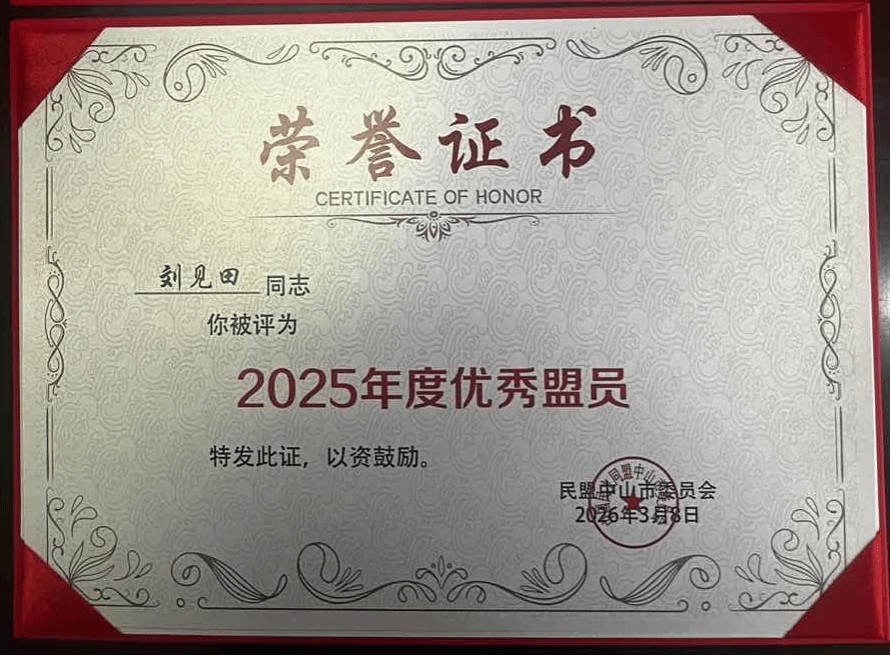 荣誉证书
CERTIFICATE OF HONOR
刘见田 同志
你被评为
2025年度优秀盟员
特发此证，以资鼓励。
民盟中山市委员会
2026年3月8日